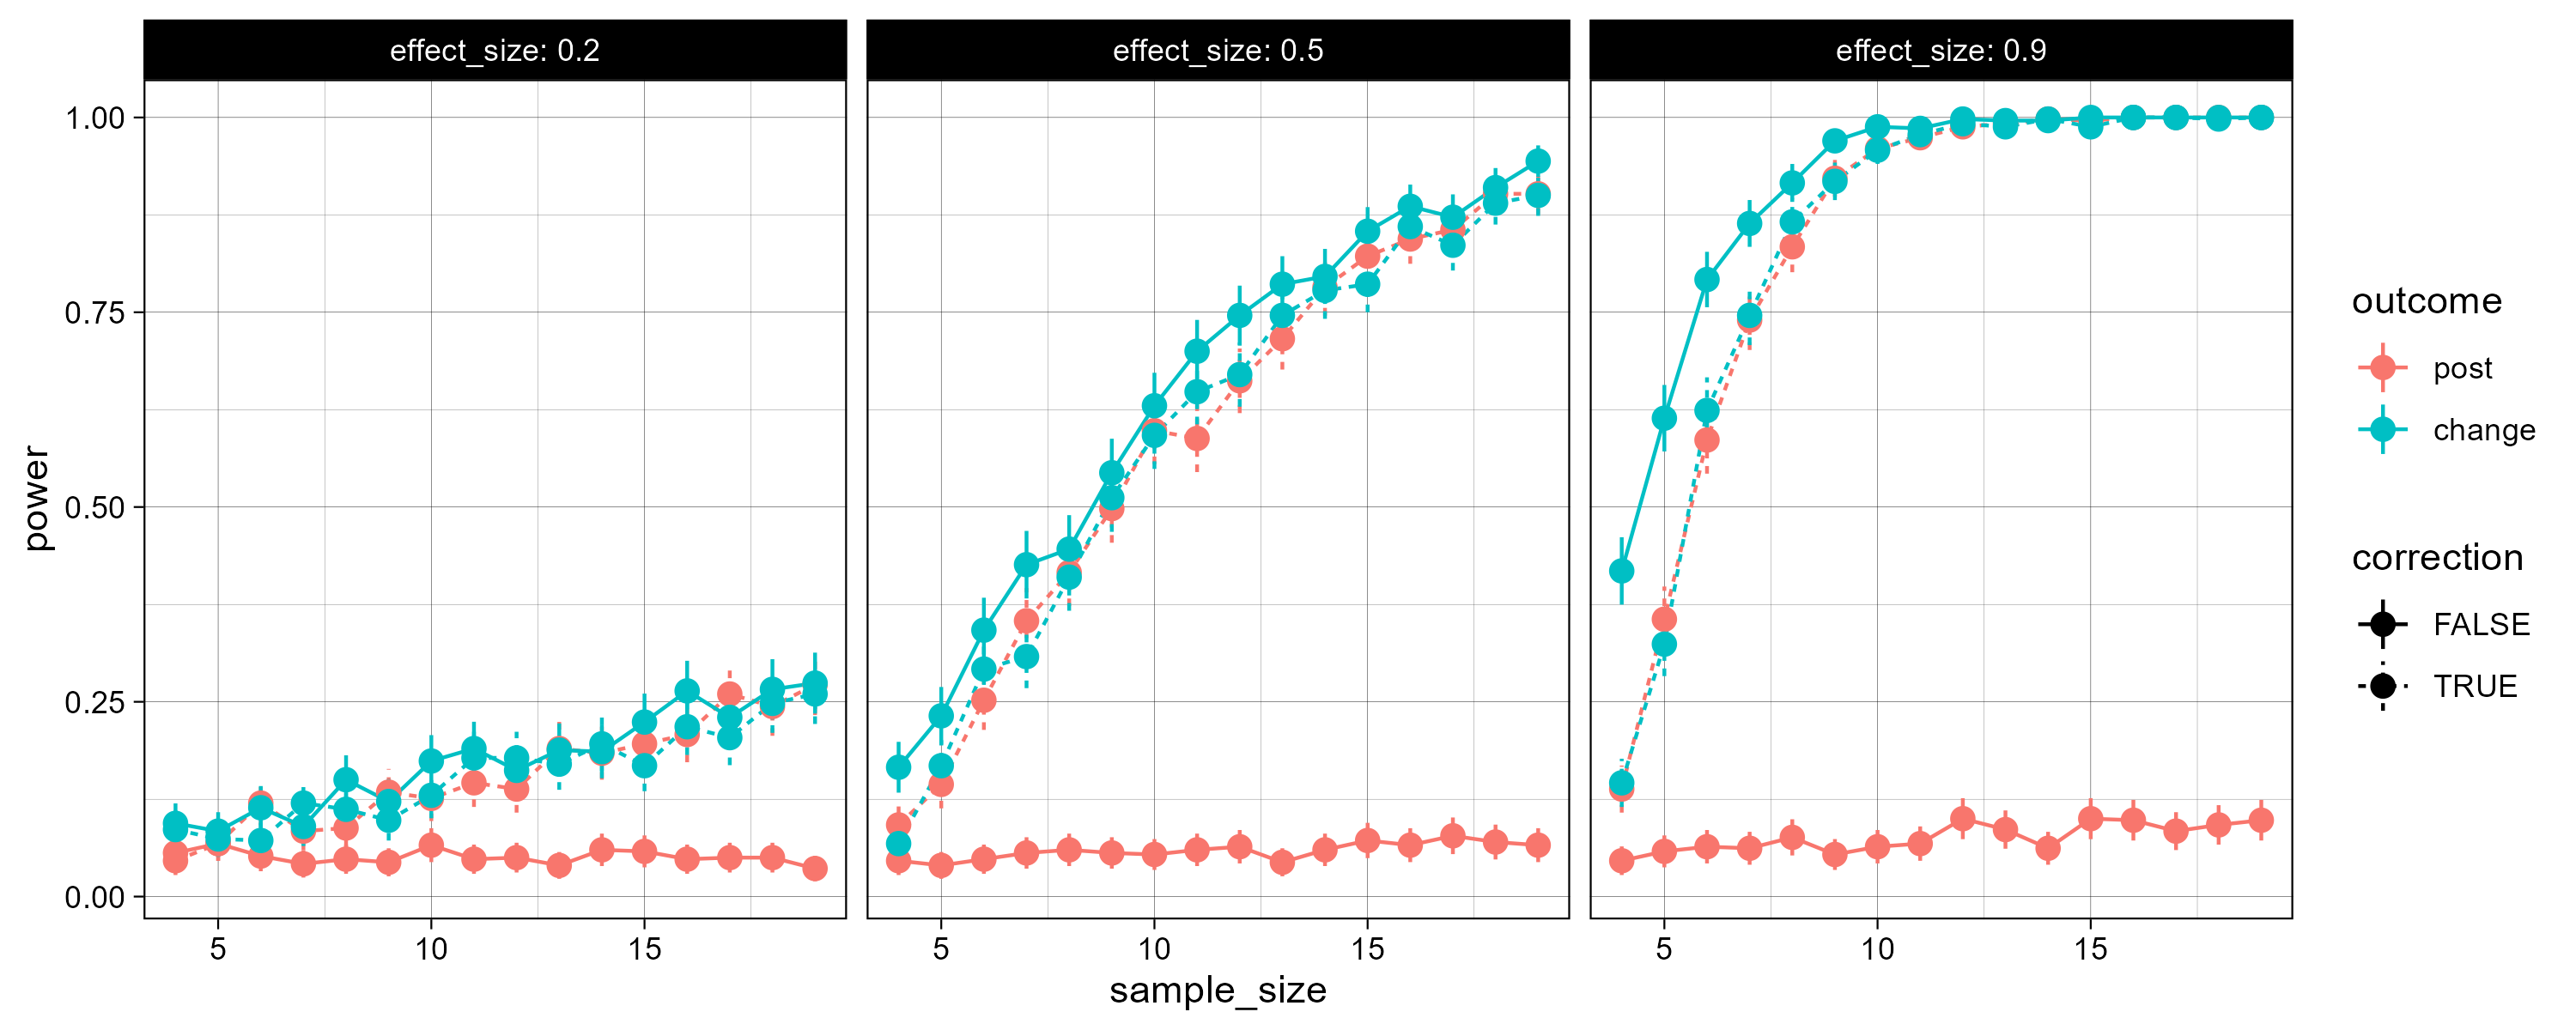 effect_size: 0.2
effect_size: 0.5
effect_size: 0.9
power
1.00
0.75
0.50
0.25
0.00
5 10 15
5 10 15
5 10 15
sample_size
outcome
post
change
correction
FALSE
TRUE